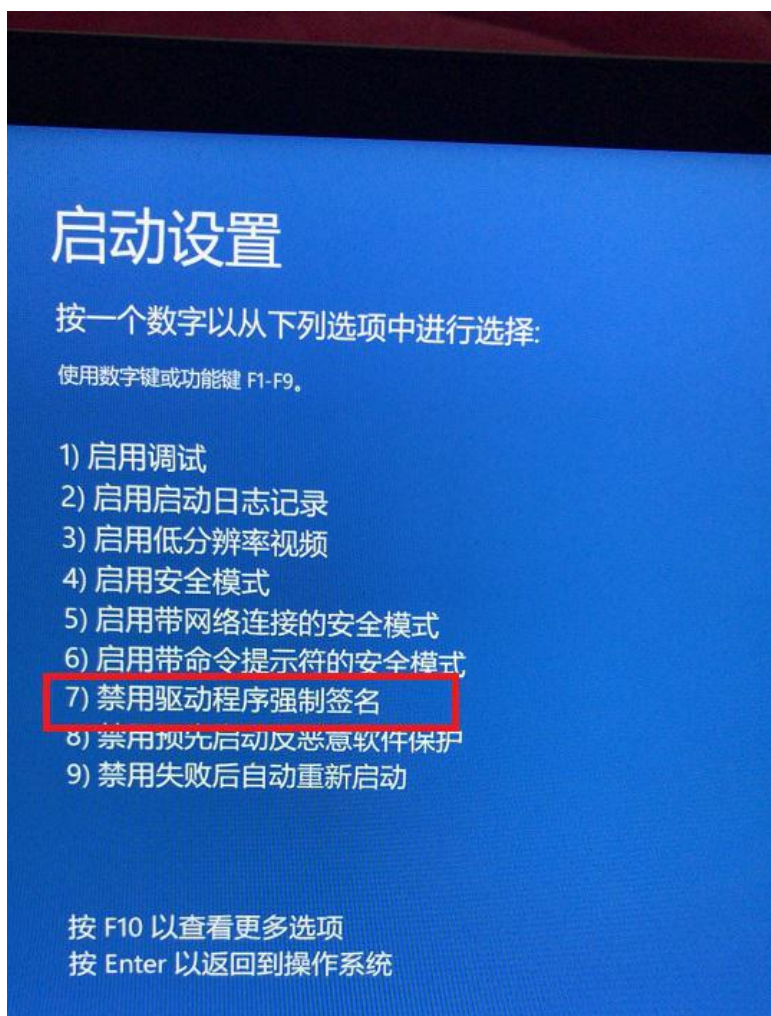 启动设置
按一个数字以从下列选项中进行选择:
使用数字键或功能键 F1-F9。
1) 启用调试
2) 启用启动日志记录
3) 启用低分辨率视频
4) 启用安全模式
5) 启用带网络连接的安全模式
6) 启用带命令提示符的安全模式
7) 禁用驱动程序强制签名
8) 禁用预先启动反恶意软件保护
9) 禁用失败后自动重新启动
按 F10 以查看更多选项
按 Enter 以返回到操作系统